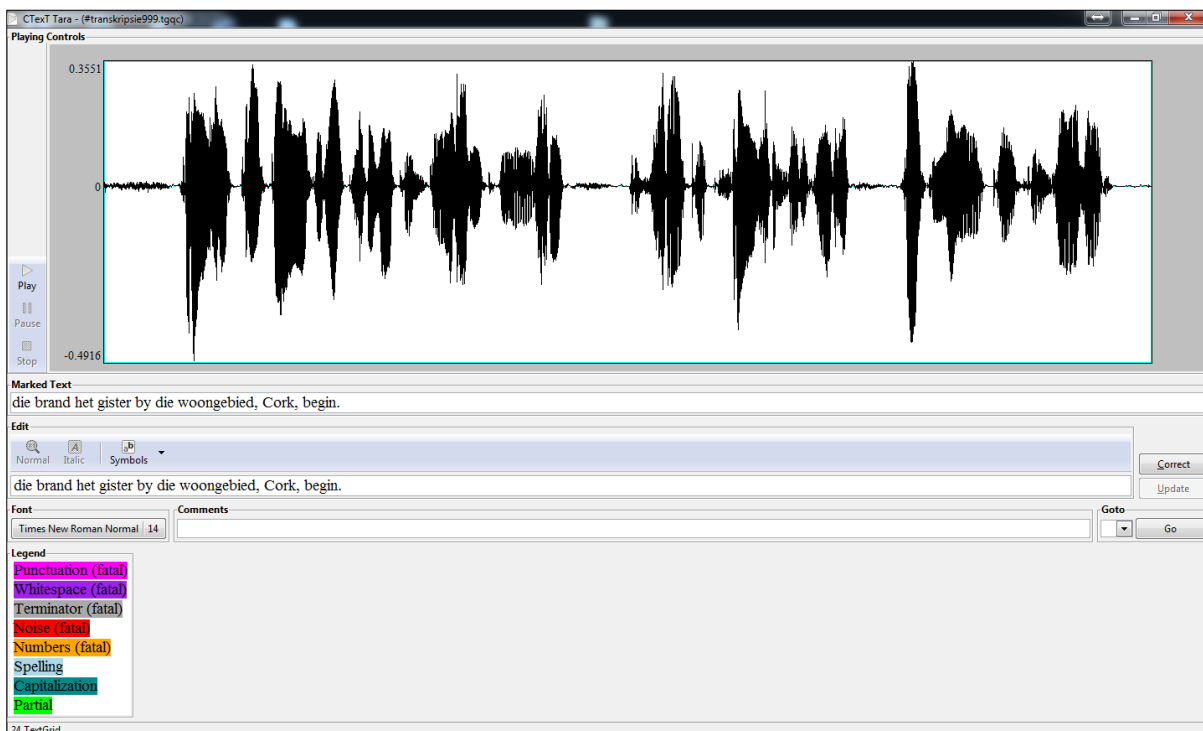 CTexT Tara - (#transkripsie999.tgqc)
Playing Controls
0.3551
0
-0.4916
Play
Pause
Stop
Marked Text
die brand het gister by die woongebied, Cork, begin.
Edit
Normal Italic Symbols
die brand het gister by die woongebied, Cork, begin.
Correct
Update
Font Comments Goto
Times New Roman Normal 14 Go
Legend
Punctuation (fatal)
Whitespace (fatal)
Terminator (fatal)
Noise (fatal)
Numbers (fatal)
Spelling
Capitalization
Partial
24.TextGrid